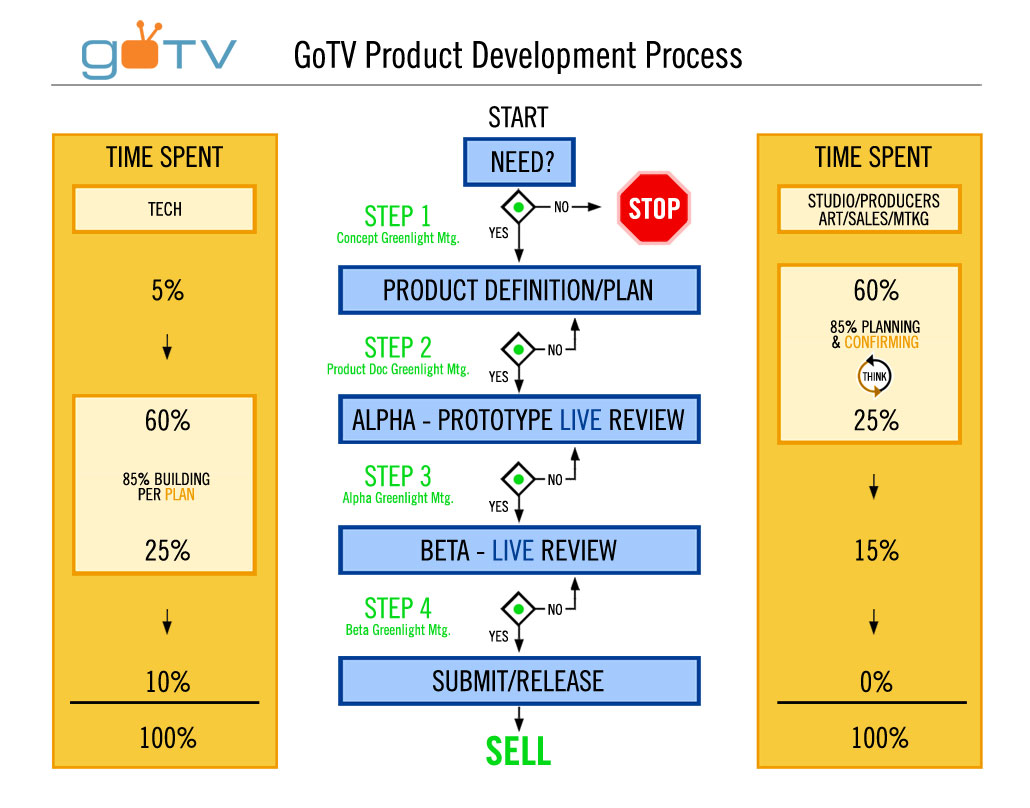 goTV
GoTV Product Development Process
TIME SPENT
TECH
5%
60%
85% BUILDING
PER PLAN
25%
10%
100%
START
NEED?
STEP 1
Concept Greenlight Mtg.
NO
STOP
YES
PRODUCT DEFINITION/PLAN
STEP 2
Product Doc Greenlight Mtg.
NO
YES
ALPHA - PROTOTYPE LIVE REVIEW
STEP 3
Alpha Greenlight Mtg.
NO
YES
BETA - LIVE REVIEW
STEP 4
Beta Greenlight Mtg.
NO
YES
SUBMIT/RELEASE
SELL
TIME SPENT
STUDIO/PRODUCERS
ART/SALES/MTKG
60%
85% PLANNING
& CONFIRMING
THINK
25%
15%
0%
100%